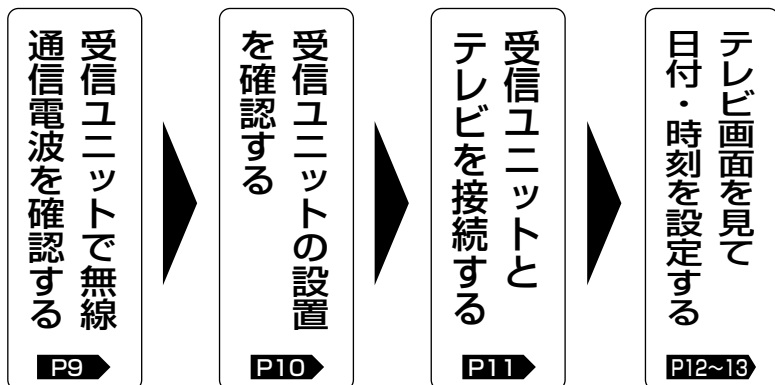 受信ユニットで無線
通信電波を確認する
P9
受信ユニットの設置
を確認する
P10
受信ユニットと
テレビを接続する
P11
テレビ画面を見て
日付・時刻を設定する
P12~13